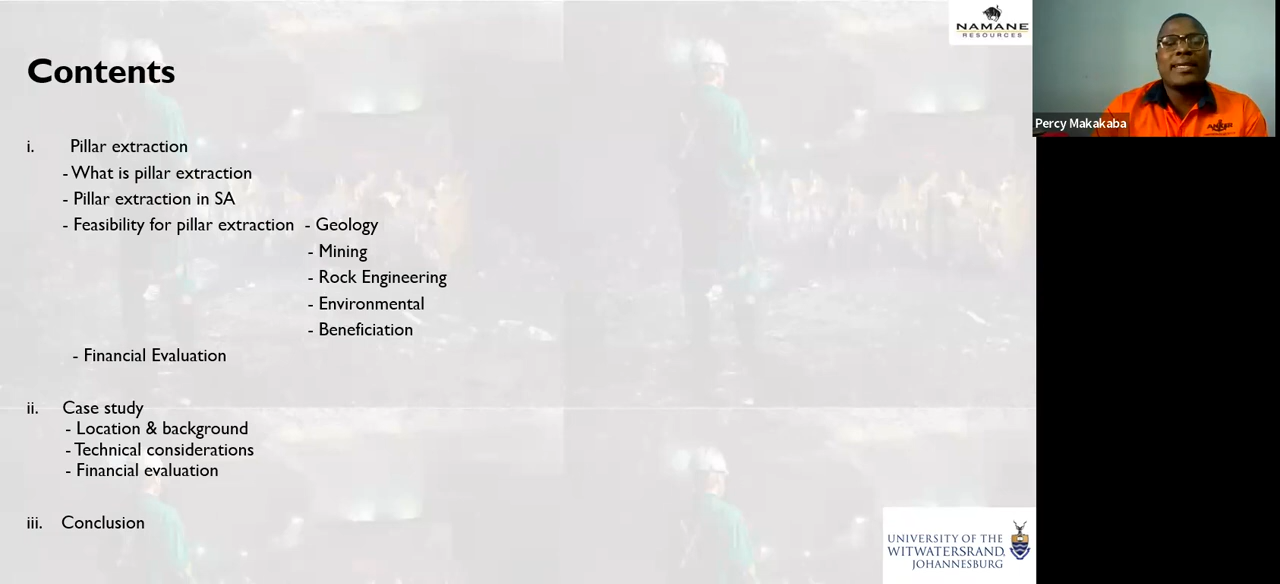 NAMANE
RESOURCES
Percy Makakaba
Contents
i. Pillar extraction
- What is pillar extraction
- Pillar extraction in SA
- Feasibility for pillar extraction - Geology
- Mining
- Rock Engineering
- Environmental
- Beneficiation
- Financial Evaluation
ii. Case study
- Location & background
- Technical considerations
- Financial evaluation
iii. Conclusion
UNIVERSITY OF THE
WITWATERSRAND,
JOHANNESBURG